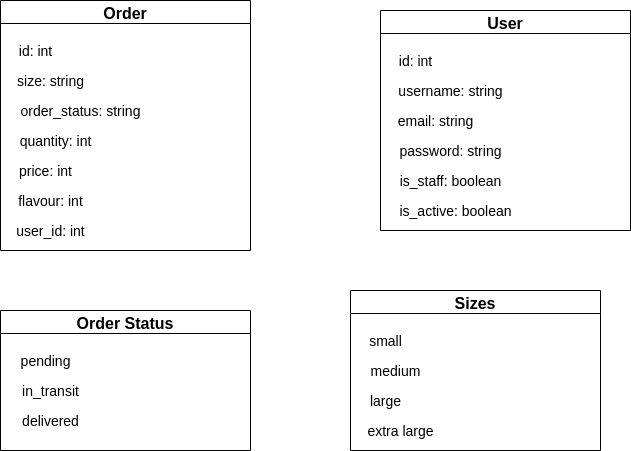 Order
id: int
size: string
order_status: string
quantity: int
price: int
flavour: int
user_id: int
User
id: int
username: string
email: string
password: string
is_staff: boolean
is_active: boolean
Order Status
pending
in_transit
delivered
Sizes
small
medium
large
extra large